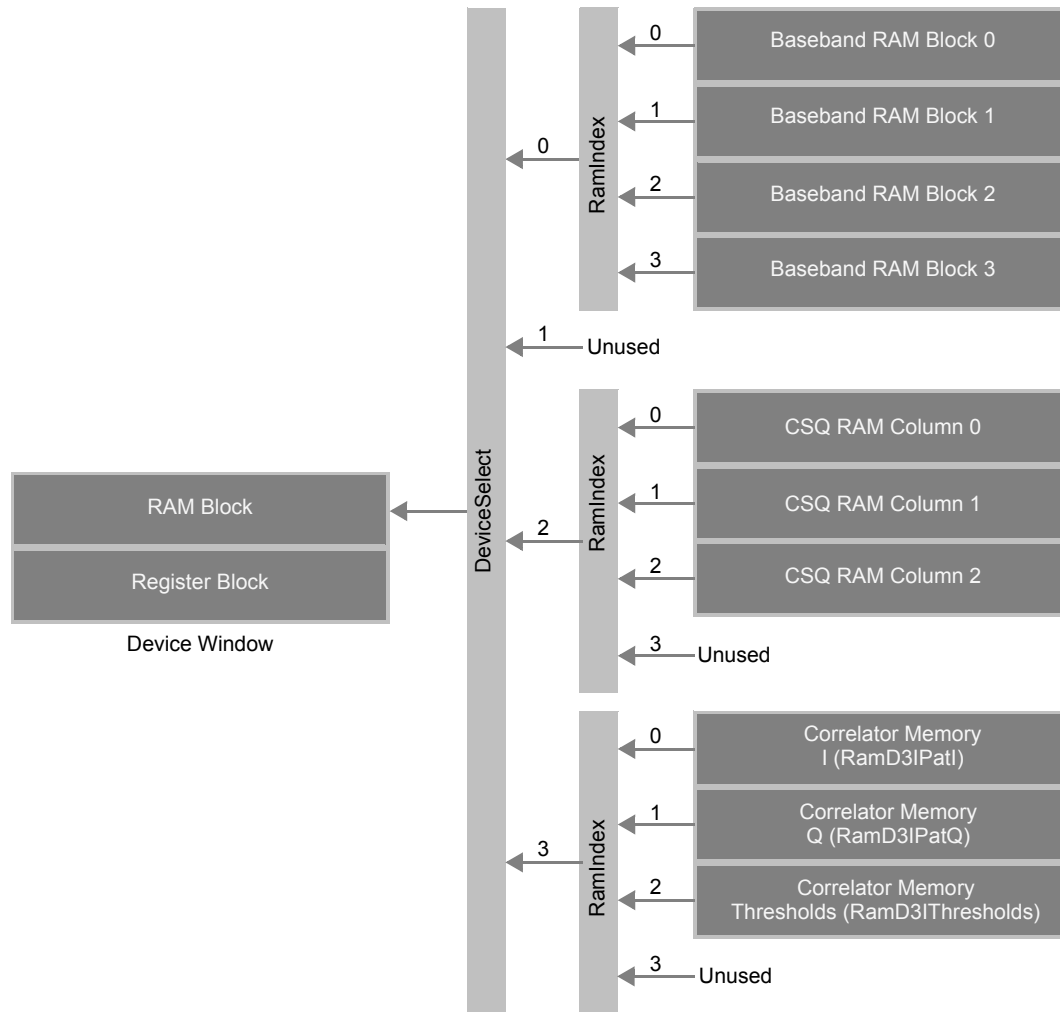 0
Baseband RAM Block 0
1
Baseband RAM Block 1
0
RamIndex
2
Baseband RAM Block 2
3
Baseband RAM Block 3
1
Unused
0
CSQ RAM Column 0
DeviceSelect
RAM Block
1
CSQ RAM Column 1
2
RamIndex
Register Block
2
CSQ RAM Column 2
Device Window
3
Unused
0
Correlator Memory
I (RamD3IPatI)
1
Correlator Memory
Q (RamD3IPatQ)
3
RamIndex
2
Correlator Memory
Thresholds (RamD3IThresholds)
3
Unused